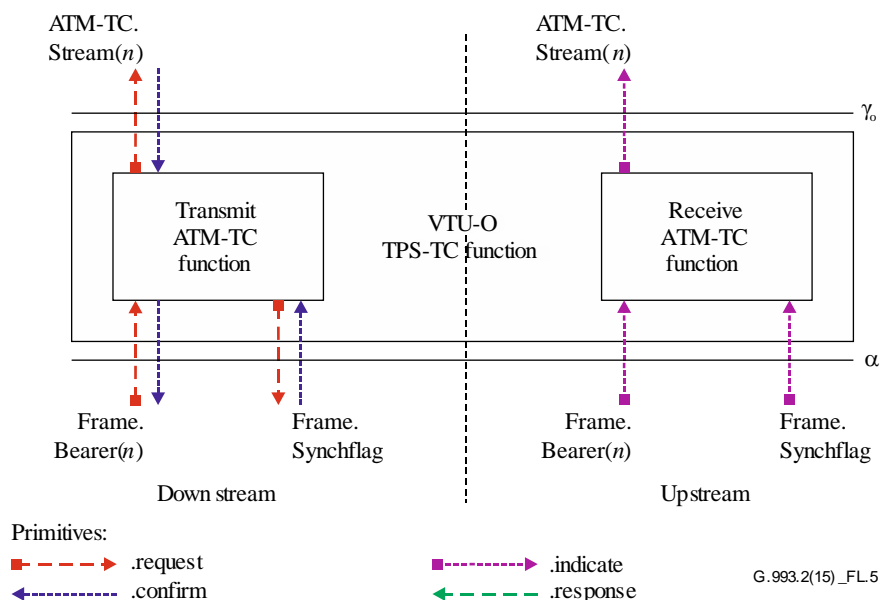 ATM-TC.
Stream(n)
ATM-TC.
Stream(n)
γₒ
Transmit
ATM-TC
function
VTU-O
TPS-TC function
Receive
ATM-TC
function
α
Frame.
Bearer(n)
Frame.
Synchflag
Frame.
Bearer(n)
Frame.
Synchflag
Down stream
Upstream
Primitives:
.request
.indicate
.confirm
.response
G.993.2(15)_FL.5